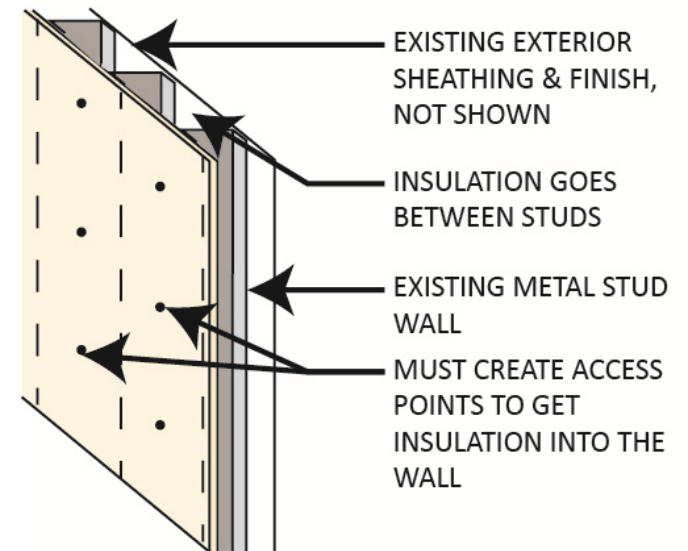 EXISTING EXTERIOR
SHEATHING & FINISH,
NOT SHOWN
INSULATION GOES
BETWEEN STUDS
EXISTING METAL STUD
WALL
MUST CREATE ACCESS
POINTS TO GET
INSULATION INTO THE
WALL